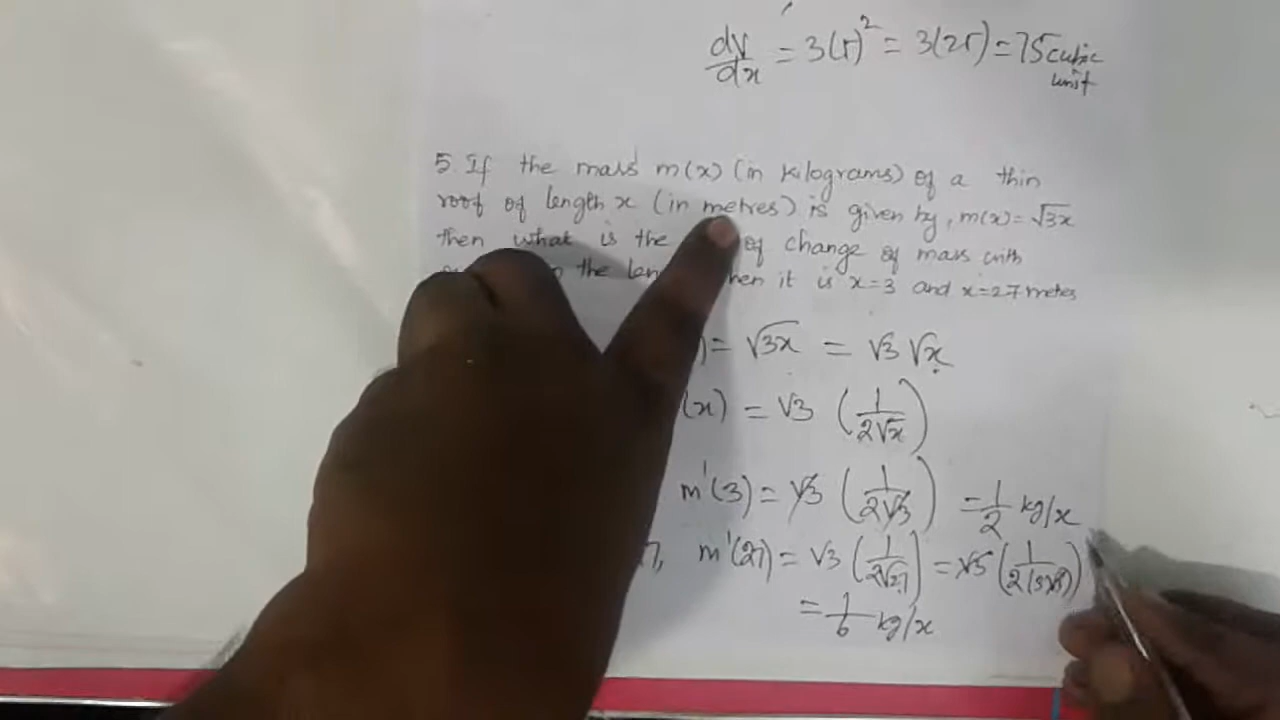 dv/dx = 3(5)² = 3(25) = 75 cubic unit
5. If the mass m(x) (in kilograms) of a thin
roof of length x (in metres) is given by, m(x) = √3x
then what is the of change of mass with
the hen it is x=3 and x=27 metes
= √3x = √3 √x
(x) = √3 (1/2√x)
m'(3) = √3 (1/2√3) = 1/2 kg/x
7, m'(27) = √3 (1/2√27) = √3 (1/2(3√3))
= 1/6 kg/x